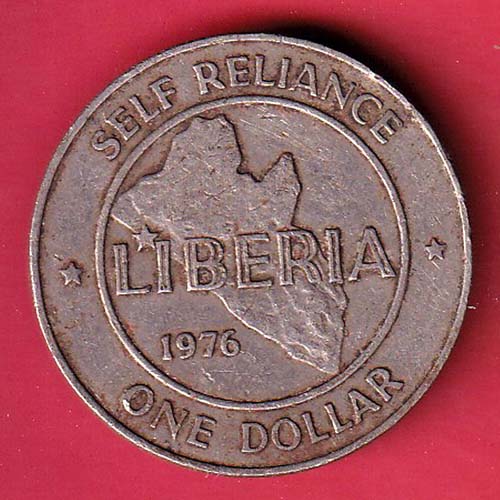 SELF RELIANCE
LIBERIA
1976
ONE DOLLAR